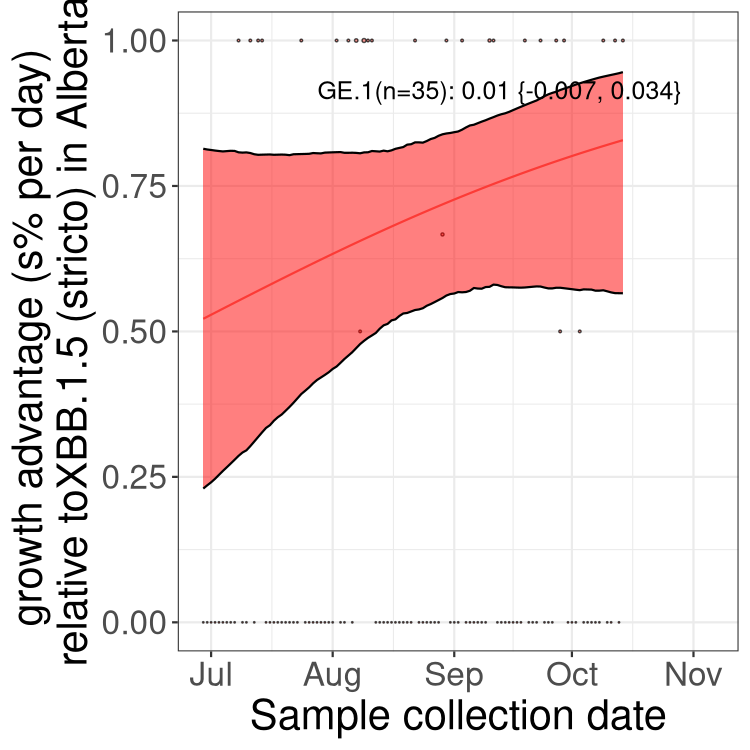 growth advantage (s% per day)
relative toXBB.1.5 (stricto) in Alberta
1.00
0.75
0.50
0.25
0.00
GE.1(n=35): 0.01 {-0.007, 0.034}
Jul Aug Sep Oct Nov
Sample collection date